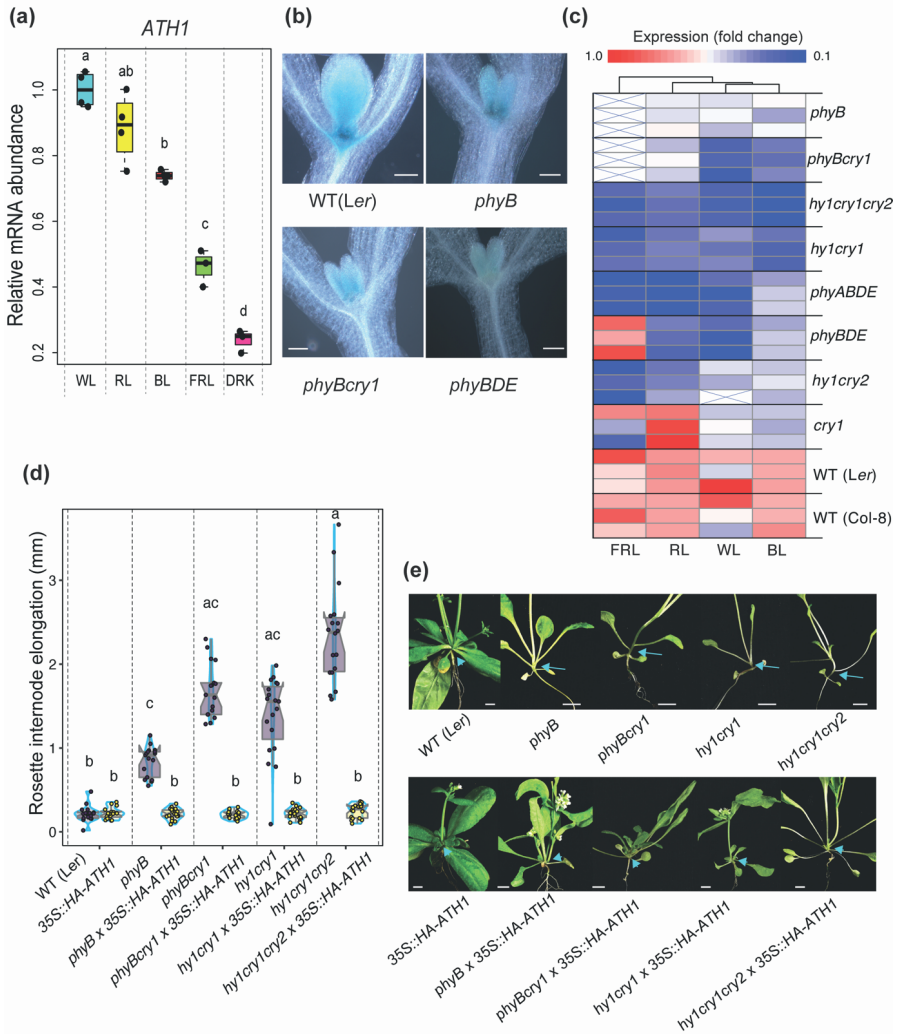 (a)
ATH1
Relative mRNA abundance
1.0
0.8
0.6
0.4
0.2
a
ab
b
c
d
WL RL BL FRL DRK
(b)
WT(Ler) phyB
phyBcry1 phyBDE
(c)
Expression (fold change)
1.0 0.1
phyB
phyBcry1
hy1cry1cry2
hy1cry1
phyABDE
phyBDE
hy1cry2
cry1
WT (Ler)
WT (Col-8)
FRL RL WL BL
(d)
Rosette internode elongation (mm)
3
2
1
0
b
b
c
b
ac
b
ac
b
a
b
WT (Ler)
35S::HA-ATH1
phyB
phyB x 35S::HA-ATH1
phyBcry1
phyBcry1 x 35S::HA-ATH1
hy1cry1
hy1cry1 x 35S::HA-ATH1
hy1cry1cry2
hy1cry1cry2 x 35S::HA-ATH1
(e)
WT (Ler)
phyB
phyBcry1
hy1cry1
hy1cry1cry2
35S::HA-ATH1
phyB x 35S::HA-ATH1
phyBcry1 x 35S::HA-ATH1
hy1cry1 x 35S::HA-ATH1
hy1cry1cry2 x 35S::HA-ATH1